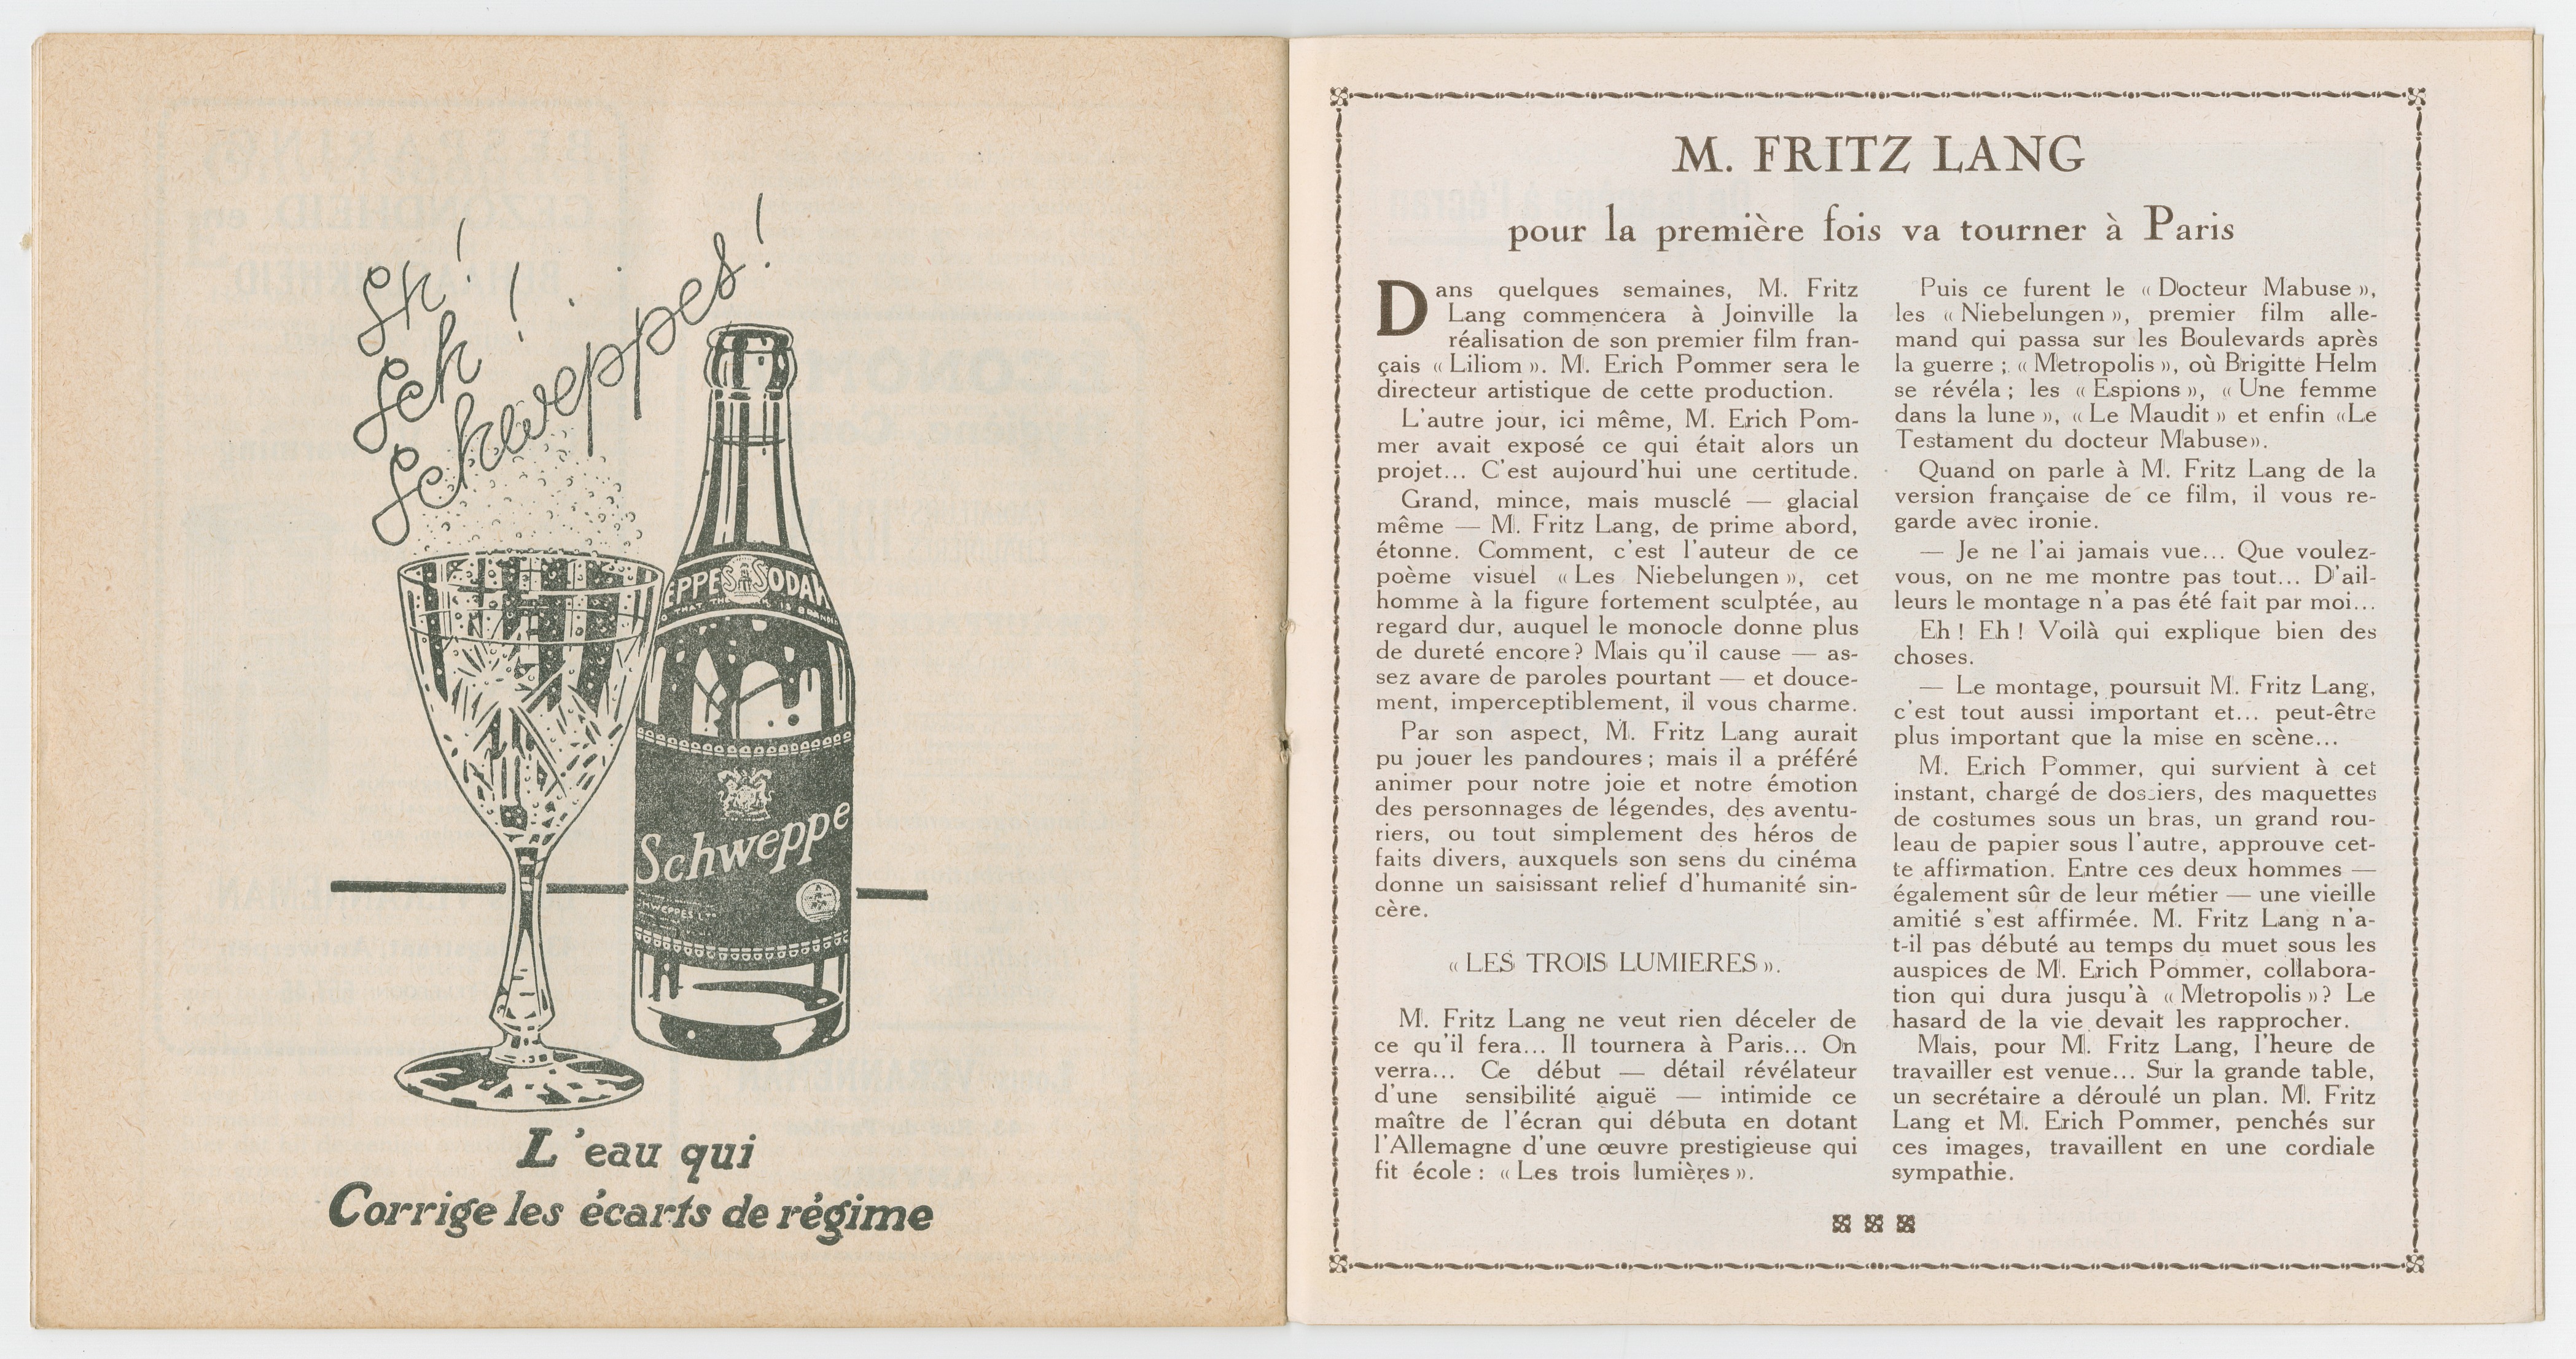 Sh!
Sch!
Schweppes!
EPPES SODAW
Schweppe
L'eau qui
Corrige les écarts de régime
M. FRITZ LANG
pour la première fois va tourner à Paris
Dans quelques semaines, M. Fritz
Lang commencera à Joinville la
réalisation de son premier film fran-
çais « Liliom ». M. Erich Pommer sera le
directeur artistique de cette production.
L'autre jour, ici même, M. Erich Pom-
mer avait exposé ce qui était alors un
projet... C'est aujourd'hui une certitude.
Grand, mince, mais musclé — glacial
même — M. Fritz Lang, de prime abord,
étonne. Comment, c'est l'auteur de ce
poème visuel « Les Niebelungen », cet
homme à la figure fortement sculptée, au
regard dur, auquel le monocle donne plus
de dureté encore? Mais qu'il cause — as-
sez avare de paroles pourtant — et douce-
ment, imperceptiblement, il vous charme.
Par son aspect, M. Fritz Lang aurait
pu jouer les pandoures ; mais il a préféré
animer pour notre joie et notre émotion
des personnages de légendes, des aventu-
riers, ou tout simplement des héros de
faits divers, auxquels son sens du cinéma
donne un saisissant relief d'humanité sin-
cère.
« LES TROIS LUMIERES ».
M. Fritz Lang ne veut rien déceler de
ce qu'il fera... Il tournera à Paris... On
verra... Ce début — détail révélateur
d'une sensibilité aiguë — intimide ce
maître de l'écran qui débuta en dotant
l'Allemagne d'une œuvre prestigieuse qui
fit école : « Les trois lumières ».
Puis ce furent le « Docteur Mabuse »,
les « Niebelungen », premier film alle-
mand qui passa sur les Boulevards après
la guerre ; « Metropolis », où Brigitte Helm
se révéla ; les « Espions », « Une femme
dans la lune », « Le Maudit » et enfin «Le
Testament du docteur Mabuse».
Quand on parle à M. Fritz Lang de la
version française de ce film, il vous re-
garde avec ironie.
— Je ne l'ai jamais vue... Que voulez-
vous, on ne me montre pas tout... D'ail-
leurs le montage n'a pas été fait par moi...
Eh ! Eh ! Voilà qui explique bien des
choses.
— Le montage, poursuit M. Fritz Lang,
c'est tout aussi important et... peut-être
plus important que la mise en scène...
M. Erich Pommer, qui survient à cet
instant, chargé de dossiers, des maquettes
de costumes sous un bras, un grand rou-
leau de papier sous l'autre, approuve cet-
te affirmation. Entre ces deux hommes —
également sûr de leur métier — une vieille
amitié s'est affirmée. M. Fritz Lang n'a-
t-il pas débuté au temps du muet sous les
auspices de M. Erich Pommer, collabora-
tion qui dura jusqu'à « Metropolis »? Le
hasard de la vie devait les rapprocher.
Mais, pour M. Fritz Lang, l'heure de
travailler est venue... Sur la grande table,
un secrétaire a déroulé un plan. M. Fritz
Lang et M. Erich Pommer, penchés sur
ces images, travaillent en une cordiale
sympathie.